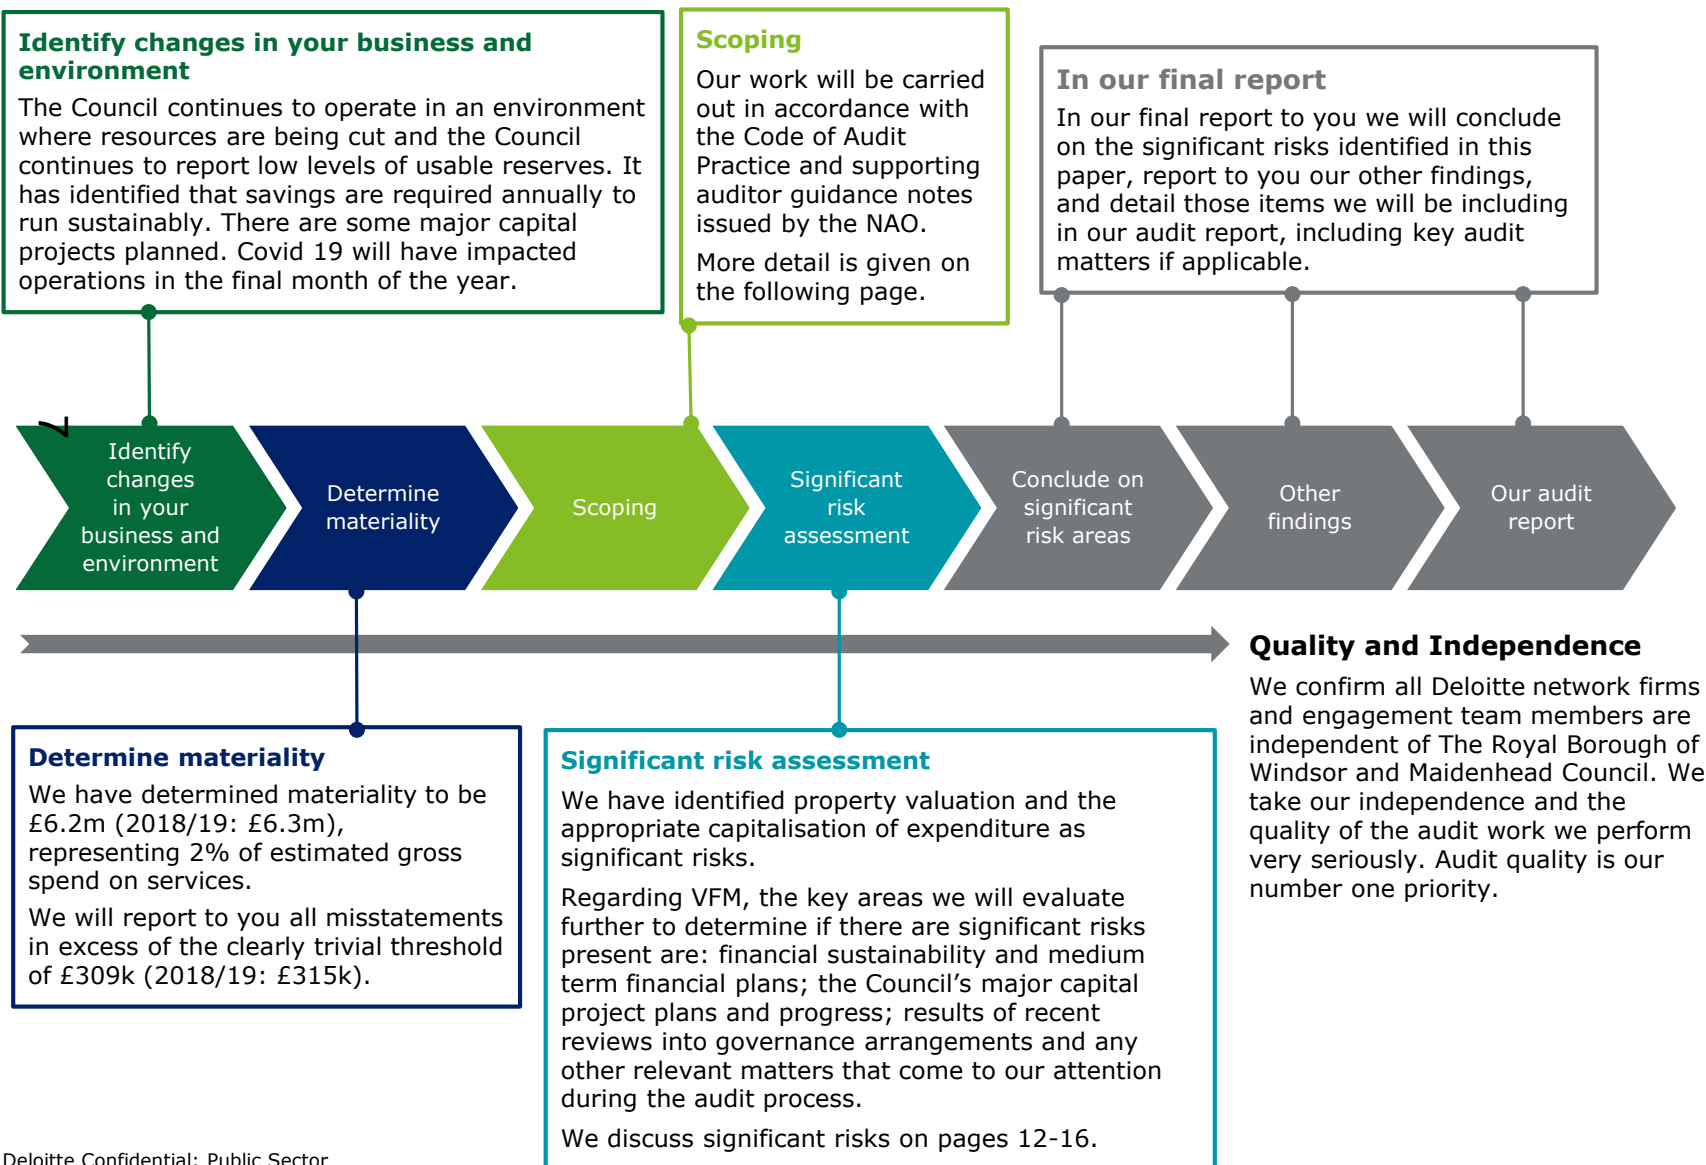 Identify changes in your business and
environment
The Council continues to operate in an environment
where resources are being cut and the Council
continues to report low levels of usable reserves. It
has identified that savings are required annually to
run sustainably. There are some major capital
projects planned. Covid 19 will have impacted
operations in the final month of the year.
Scoping
Our work will be carried
out in accordance with
the Code of Audit
Practice and supporting
auditor guidance notes
issued by the NAO.
More detail is given on
the following page.
In our final report
In our final report to you we will conclude
on the significant risks identified in this
paper, report to you our other findings,
and detail those items we will be including
in our audit report, including key audit
matters if applicable.
7
Identify
changes
in your
business and
environment
Determine
materiality
Scoping
Significant
risk
assessment
Conclude on
significant
risk areas
Other
findings
Our audit
report
Quality and Independence
We confirm all Deloitte network firms
and engagement team members are
independent of The Royal Borough of
Windsor and Maidenhead Council. We
take our independence and the
quality of the audit work we perform
very seriously. Audit quality is our
number one priority.
Determine materiality
We have determined materiality to be
£6.2m (2018/19: £6.3m),
representing 2% of estimated gross
spend on services.
We will report to you all misstatements
in excess of the clearly trivial threshold
of £309k (2018/19: £315k).
Significant risk assessment
We have identified property valuation and the
appropriate capitalisation of expenditure as
significant risks.
Regarding VFM, the key areas we will evaluate
further to determine if there are significant risks
present are: financial sustainability and medium
term financial plans; the Council’s major capital
project plans and progress; results of recent
reviews into governance arrangements and any
other relevant matters that come to our attention
during the audit process.
We discuss significant risks on pages 12-16.
Deloitte Confidential: Public Sector